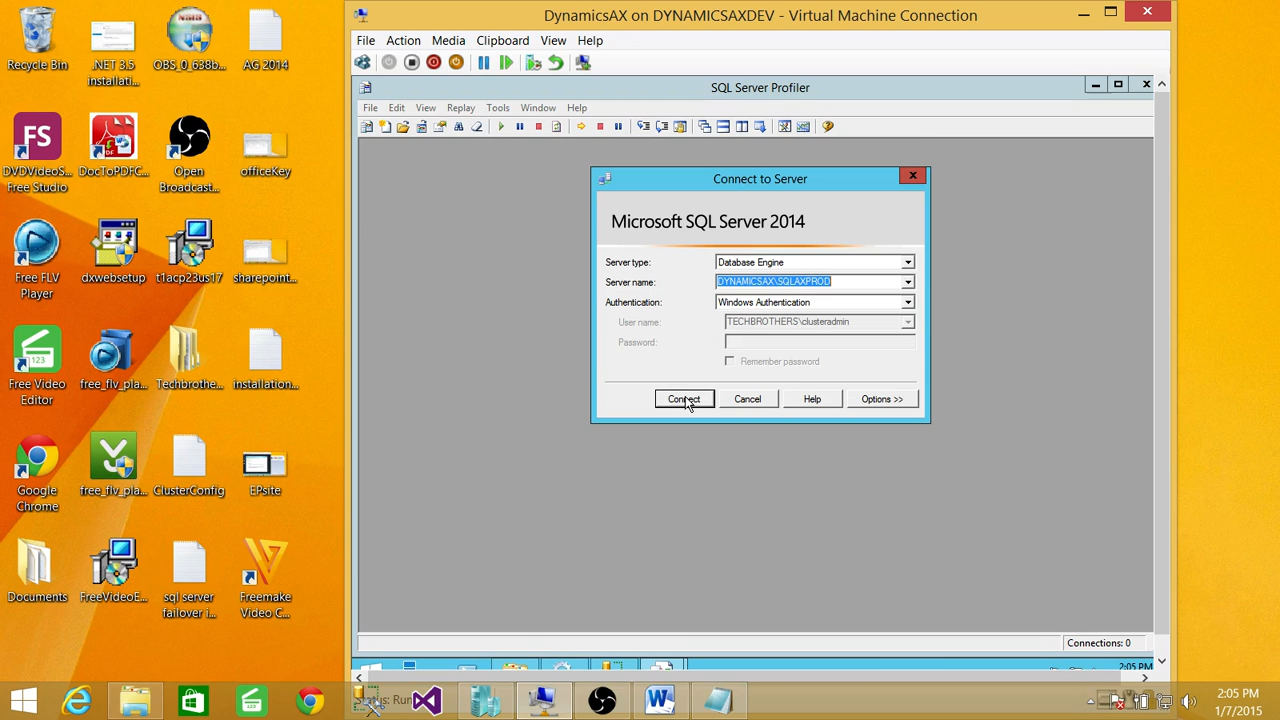 Recycle Bin
.NET 3.5
installati...
OBS_0_638b...
AG 2014
DVDVideoS...
Free Studio
DocToPDFC...
Open
Broadcast...
officeKey
Free FLV
Player
dxwebsetup
t1acp23us17
sharepoint...
Free Video
Editor
free_flv_pla...
Techbrothe...
installation...
Google
Chrome
free_flv_pla...
ClusterConfig
EPsite
Documents
FreeVideoE...
sql server
failover i...
Freemake
Video C...
DynamicsAX on DYNAMICSAXDEV - Virtual Machine Connection
File Action Media Clipboard View Help
SQL Server Profiler
File Edit View Replay Tools Window Help
Connect to Server
Microsoft SQL Server 2014
Server type: Database Engine
Server name: DYNAMICSAX\SQLAXPROD
Authentication: Windows Authentication
User name: TECHBROTHERS\clusteradmin
Password:
Remember password
Connect Cancel Help Options >>
Connections: 0
2:05 PM
Status: Run
2:05 PM
1/7/2015